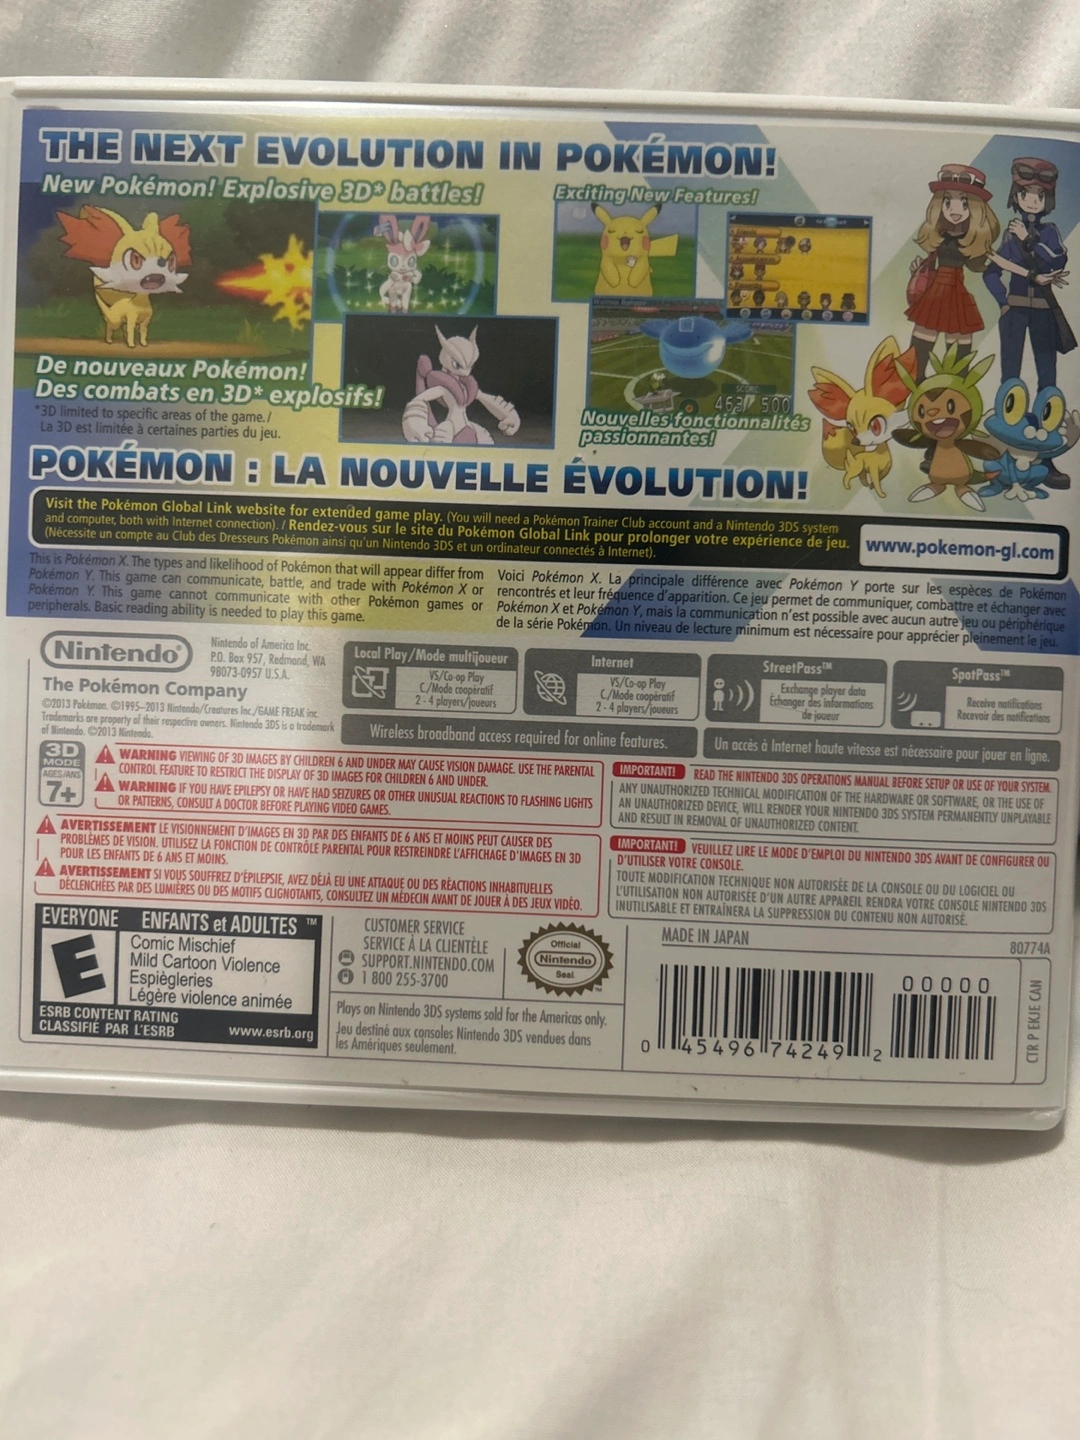 THE NEXT EVOLUTION IN POKÉMON!
New Pokémon! Explosive 3D* battles!
Exciting New Features!
De nouveaux Pokémon!
Des combats en 3D* explosifs!
*3D limited to specific areas of the game./
La 3D est limitée à certaines parties du jeu.
SCORE
463/ 500
Nouvelles fonctionnalités
passionnantes!
POKÉMON : LA NOUVELLE ÉVOLUTION!
Visit the Pokémon Global Link website for extended game play. (You will need a Pokémon Trainer Club account and a Nintendo 3DS system
and computer, both with Internet connection). / Rendez-vous sur le site du Pokémon Global Link pour prolonger votre expérience de jeu.
(Nécessite un compte au Club des Dresseurs Pokémon ainsi qu'un Nintendo 3DS et un ordinateur connectés à Internet).
www.pokemon-gl.com
This is Pokémon X. The types and likelihood of Pokémon that will appear differ from
Pokémon Y. This game can communicate, battle, and trade with Pokémon X or
Pokémon Y. This game cannot communicate with other Pokémon games or
peripherals. Basic reading ability is needed to play this game.
Voici Pokémon X. La principale différence avec Pokémon Y porte sur les espèces de Pokémon
rencontrés et leur fréquence d'apparition. Ce jeu permet de communiquer, combattre et échanger avec
Pokémon X et Pokémon Y, mais la communication n'est possible avec aucun autre jeu ou périphérique
de la série Pokémon. Un niveau de lecture minimum est nécessaire pour apprécier pleinement le jeu.
Nintendo®
Nintendo of America Inc.
P.O. Box 957, Redmond, WA
98073-0957 U.S.A.
The Pokémon Company
©2013 Pokémon. ©1995–2013 Nintendo/Creatures Inc./GAME FREAK inc.
Trademarks are property of their respective owners. Nintendo 3DS is a trademark
of Nintendo. ©2013 Nintendo.
Local Play/Mode multijoueur
VS/Co-op Play
C./Mode coopératif
2 - 4 players/joueurs
Internet
VS/Co-op Play
C./Mode coopératif
2 - 4 players/joueurs
StreetPass™
Exchange player data
Échanger des informations
de joueur
SpotPass™
Receive notifications
Recevoir des notifications
Wireless broadband access required for online features.
Un accès à Internet haute vitesse est nécessaire pour jouer en ligne.
3D
MODE
AGES/ANS
7+
WARNING VIEWING OF 3D IMAGES BY CHILDREN 6 AND UNDER MAY CAUSE VISION DAMAGE. USE THE PARENTAL
CONTROL FEATURE TO RESTRICT THE DISPLAY OF 3D IMAGES FOR CHILDREN 6 AND UNDER.
WARNING IF YOU HAVE EPILEPSY OR HAVE HAD SEIZURES OR OTHER UNUSUAL REACTIONS TO FLASHING LIGHTS
OR PATTERNS, CONSULT A DOCTOR BEFORE PLAYING VIDEO GAMES.
AVERTISSEMENT LE VISIONNEMENT D'IMAGES EN 3D PAR DES ENFANTS DE 6 ANS ET MOINS PEUT CAUSER DES
PROBLÈMES DE VISION. UTILISEZ LA FONCTION DE CONTRÔLE PARENTAL POUR RESTREINDRE L'AFFICHAGE D'IMAGES EN 3D
POUR LES ENFANTS DE 6 ANS ET MOINS.
AVERTISSEMENT SI VOUS SOUFFREZ D'ÉPILEPSIE, AVEZ DÉJÀ EU UNE ATTAQUE OU DES RÉACTIONS INHABITUELLES
DÉCLENCHÉES PAR DES LUMIÈRES OU DES MOTIFS CLIGNOTANTS, CONSULTEZ UN MÉDECIN AVANT DE JOUER À DES JEUX VIDÉO.
IMPORTANT! READ THE NINTENDO 3DS OPERATIONS MANUAL BEFORE SETUP OR USE OF YOUR SYSTEM.
ANY UNAUTHORIZED TECHNICAL MODIFICATION OF THE HARDWARE OR SOFTWARE, OR THE USE OF
AN UNAUTHORIZED DEVICE, WILL RENDER YOUR NINTENDO 3DS SYSTEM PERMANENTLY UNPLAYABLE
AND RESULT IN REMOVAL OF UNAUTHORIZED CONTENT.
IMPORTANT! VEUILLEZ LIRE LE MODE D'EMPLOI DU NINTENDO 3DS AVANT DE CONFIGURER OU
D'UTILISER VOTRE CONSOLE.
TOUTE MODIFICATION TECHNIQUE NON AUTORISÉE DE LA CONSOLE OU DU LOGICIEL OU
L'UTILISATION NON AUTORISÉE D'UN AUTRE APPAREIL RENDRA VOTRE CONSOLE NINTENDO 3DS
INUTILISABLE ET ENTRAÎNERA LA SUPPRESSION DU CONTENU NON AUTORISÉ.
EVERYONE ENFANTS et ADULTES ™
E
Comic Mischief
Mild Cartoon Violence
Espiègleries
Légère violence animée
ESRB CONTENT RATING
CLASSIFIÉ PAR L'ESRB
www.esrb.org
CUSTOMER SERVICE
SERVICE À LA CLIENTÈLE
SUPPORT.NINTENDO.COM
1 800 255-3700
Official
Nintendo
Seal
Plays on Nintendo 3DS systems sold for the Americas only.
Jeu destiné aux consoles Nintendo 3DS vendues dans
les Amériques seulement.
MADE IN JAPAN
80774A
00000
0 45496 74249 2
CTR P EKJE CAN